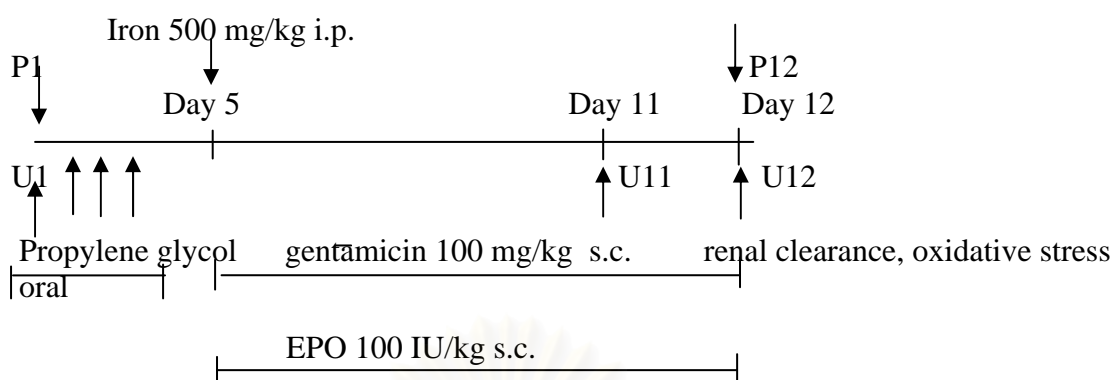 Iron 500 mg/kg i.p.
P1 P12
Day 5 Day 11 Day 12
U1 U11 U12
Propylene glycol gentamicin 100 mg/kg s.c. renal clearance, oxidative stress
oral
EPO 100 IU/kg s.c.